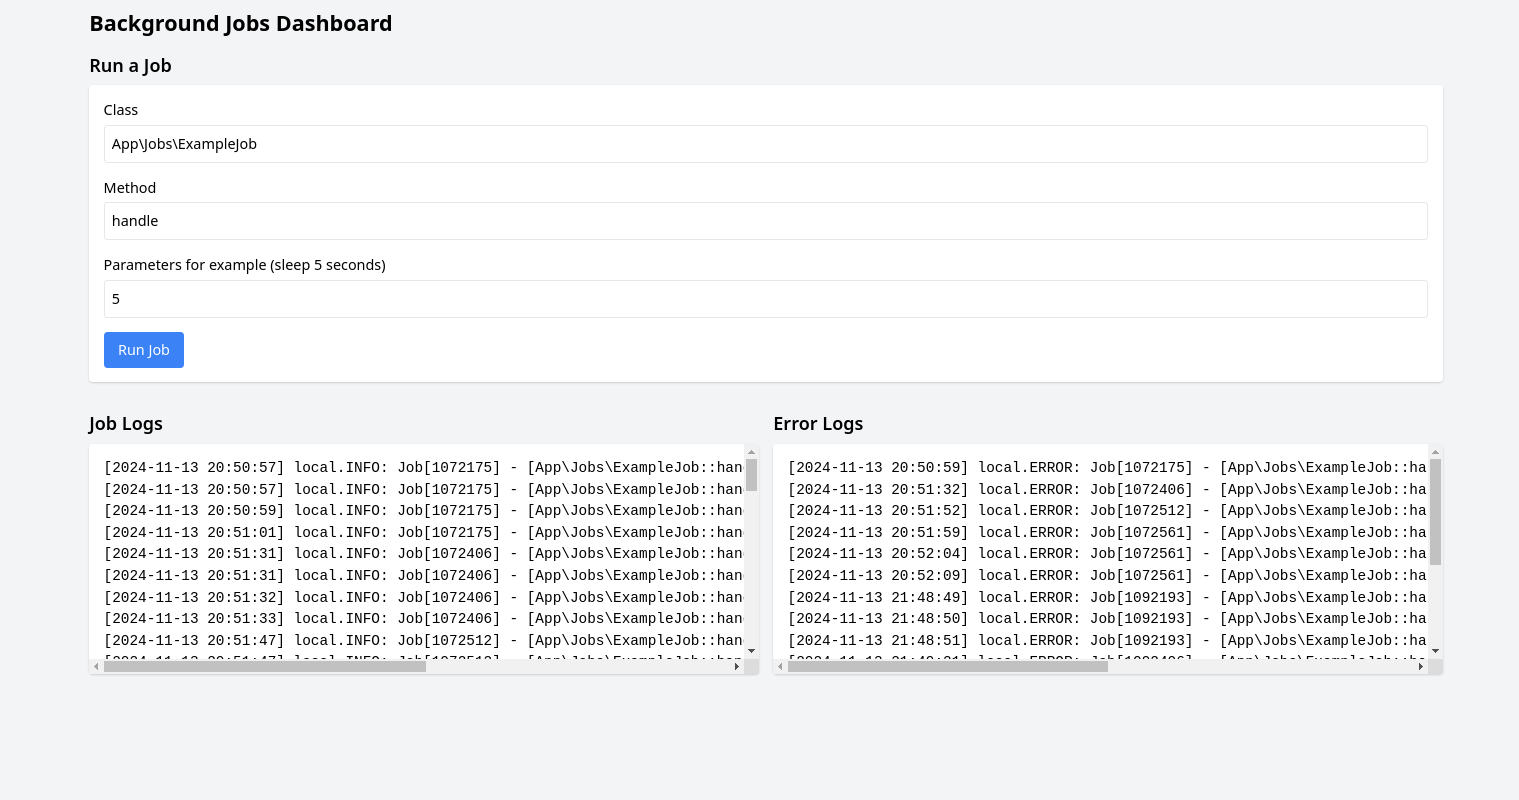 Background Jobs Dashboard
Run a Job
Class
App\Jobs\ExampleJob
Method
handle
Parameters for example (sleep 5 seconds)
5
Run Job
Job Logs
[2024-11-13 20:50:57] local.INFO: Job[1072175] - [App\Jobs\ExampleJob::han
[2024-11-13 20:50:57] local.INFO: Job[1072175] - [App\Jobs\ExampleJob::han
[2024-11-13 20:50:59] local.INFO: Job[1072175] - [App\Jobs\ExampleJob::han
[2024-11-13 20:51:01] local.INFO: Job[1072175] - [App\Jobs\ExampleJob::han
[2024-11-13 20:51:31] local.INFO: Job[1072406] - [App\Jobs\ExampleJob::han
[2024-11-13 20:51:31] local.INFO: Job[1072406] - [App\Jobs\ExampleJob::han
[2024-11-13 20:51:32] local.INFO: Job[1072406] - [App\Jobs\ExampleJob::han
[2024-11-13 20:51:33] local.INFO: Job[1072406] - [App\Jobs\ExampleJob::han
[2024-11-13 20:51:47] local.INFO: Job[1072512] - [App\Jobs\ExampleJob::han
Error Logs
[2024-11-13 20:50:59] local.ERROR: Job[1072175] - [App\Jobs\ExampleJob::ha
[2024-11-13 20:51:32] local.ERROR: Job[1072406] - [App\Jobs\ExampleJob::ha
[2024-11-13 20:51:52] local.ERROR: Job[1072512] - [App\Jobs\ExampleJob::ha
[2024-11-13 20:51:59] local.ERROR: Job[1072561] - [App\Jobs\ExampleJob::ha
[2024-11-13 20:52:04] local.ERROR: Job[1072561] - [App\Jobs\ExampleJob::ha
[2024-11-13 20:52:09] local.ERROR: Job[1072561] - [App\Jobs\ExampleJob::ha
[2024-11-13 21:48:49] local.ERROR: Job[1092193] - [App\Jobs\ExampleJob::ha
[2024-11-13 21:48:50] local.ERROR: Job[1092193] - [App\Jobs\ExampleJob::ha
[2024-11-13 21:48:51] local.ERROR: Job[1092193] - [App\Jobs\ExampleJob::ha